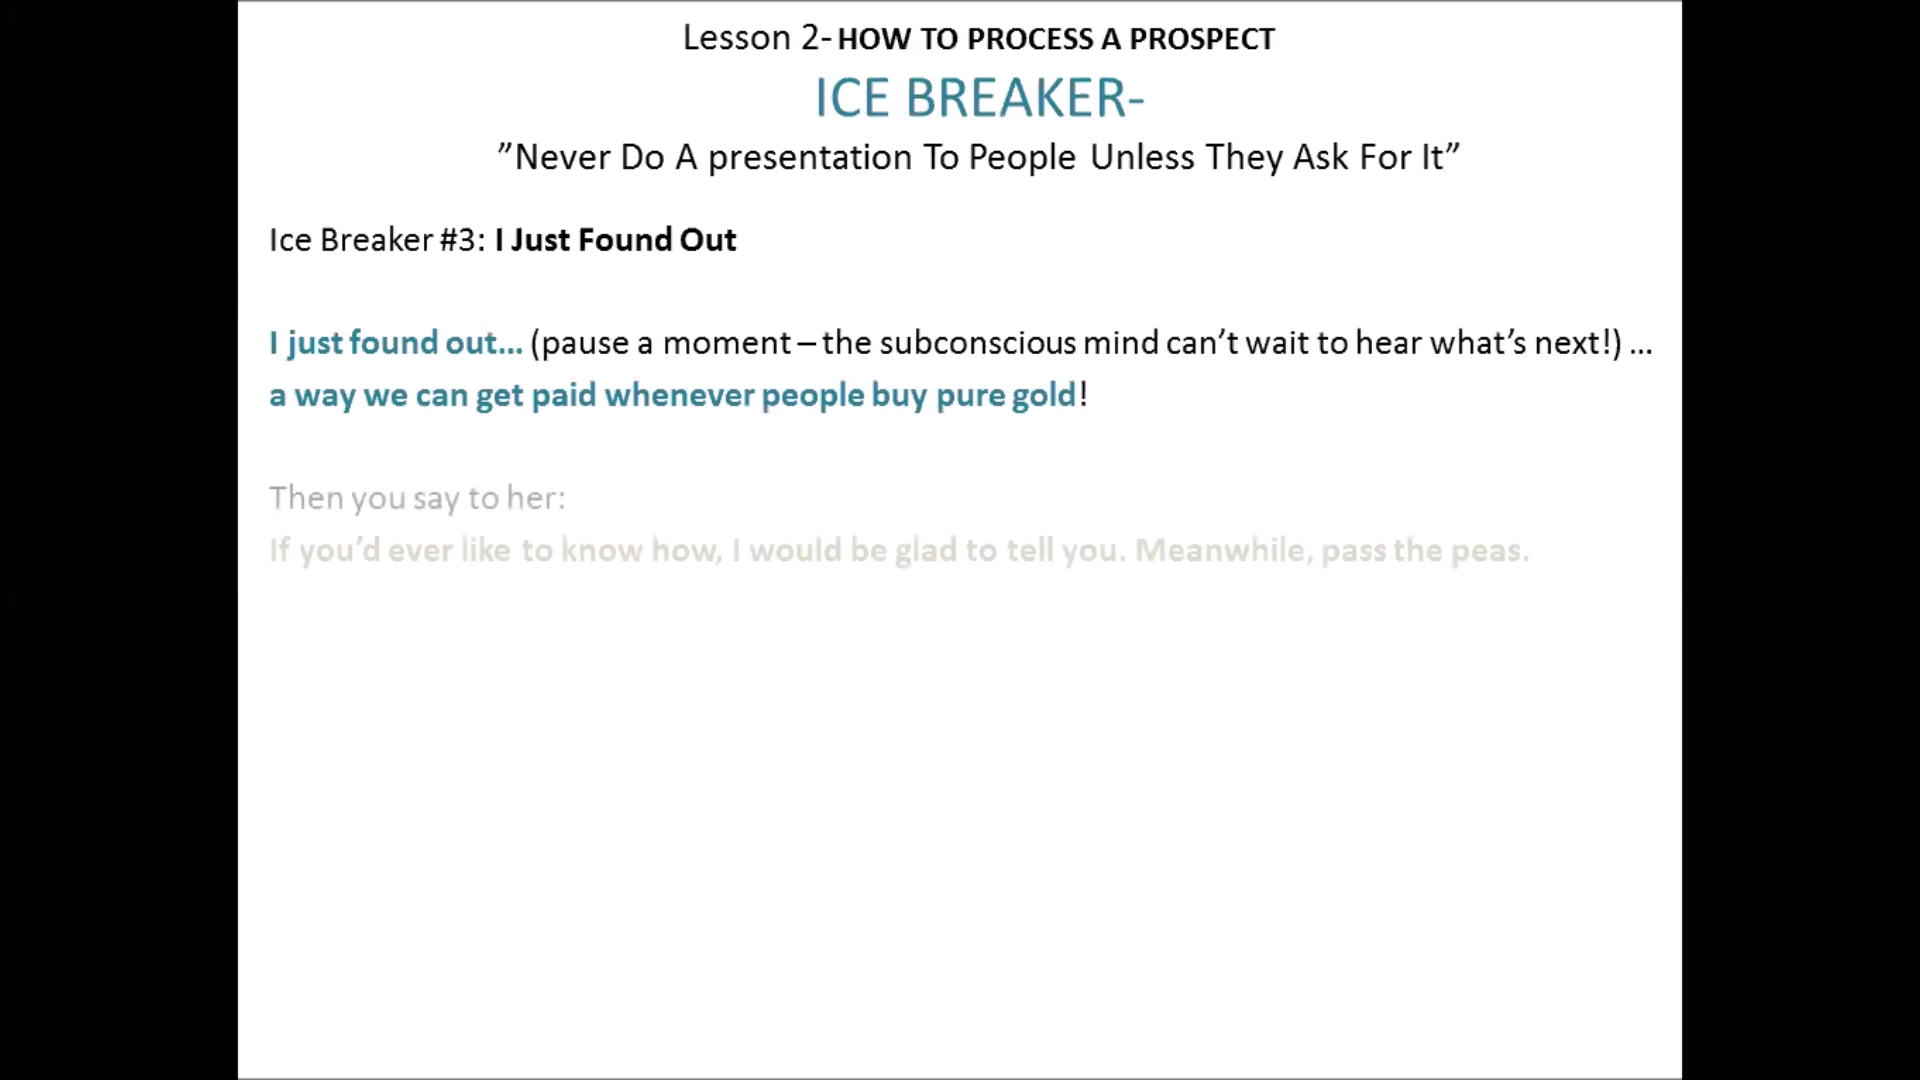 Lesson 2- HOW TO PROCESS A PROSPECT
ICE BREAKER-
”Never Do A presentation To People Unless They Ask For It”
Ice Breaker #3: I Just Found Out
I just found out... (pause a moment – the subconscious mind can’t wait to hear what’s next!) ...
a way we can get paid whenever people buy pure gold!
Then you say to her:
If you’d ever like to know how, I would be glad to tell you. Meanwhile, pass the peas.